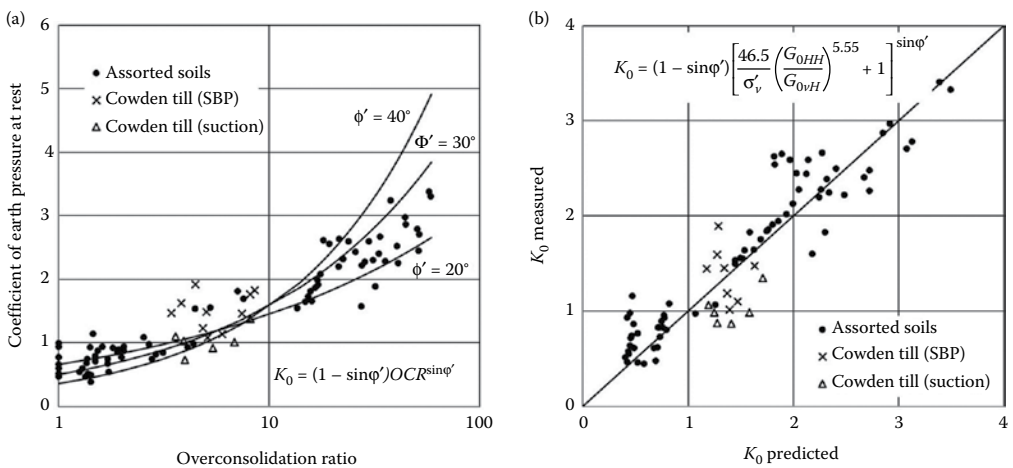 (a)
6
5
4
3
2
1
0
Coefficient of earth pressure at rest
Assorted soils
Cowden till (SBP)
Cowden till (suction)
ϕ′ = 40°
Φ′ = 30°
ϕ′ = 20°
K₀ = (1 – sinφ′)OCR^sinφ′
1
10
100
Overconsolidation ratio
(b)
4
3
2
1
0
K₀ measured
K₀ = (1 – sinφ′)[46.5/σ′ᵥ (G₀HH/G₀vH)^5.55 + 1]^sinφ′
Assorted soils
Cowden till (SBP)
Cowden till (suction)
0
1
2
3
4
K₀ predicted